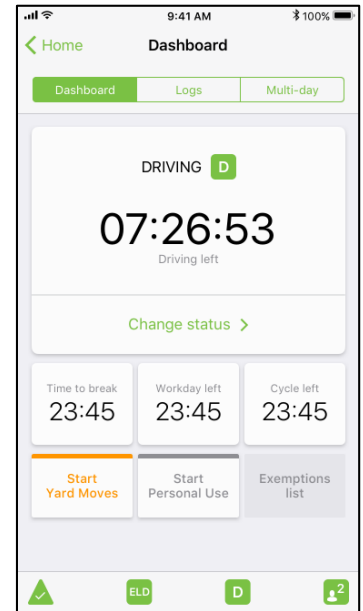 9:41 AM 100%
Home Dashboard
Dashboard Logs Multi-day
DRIVING D
07:26:53
Driving left
Change status
Time to break Workday left Cycle left
23:45 23:45 23:45
Start Start Exemptions
Yard Moves Personal Use list
ELD D 2